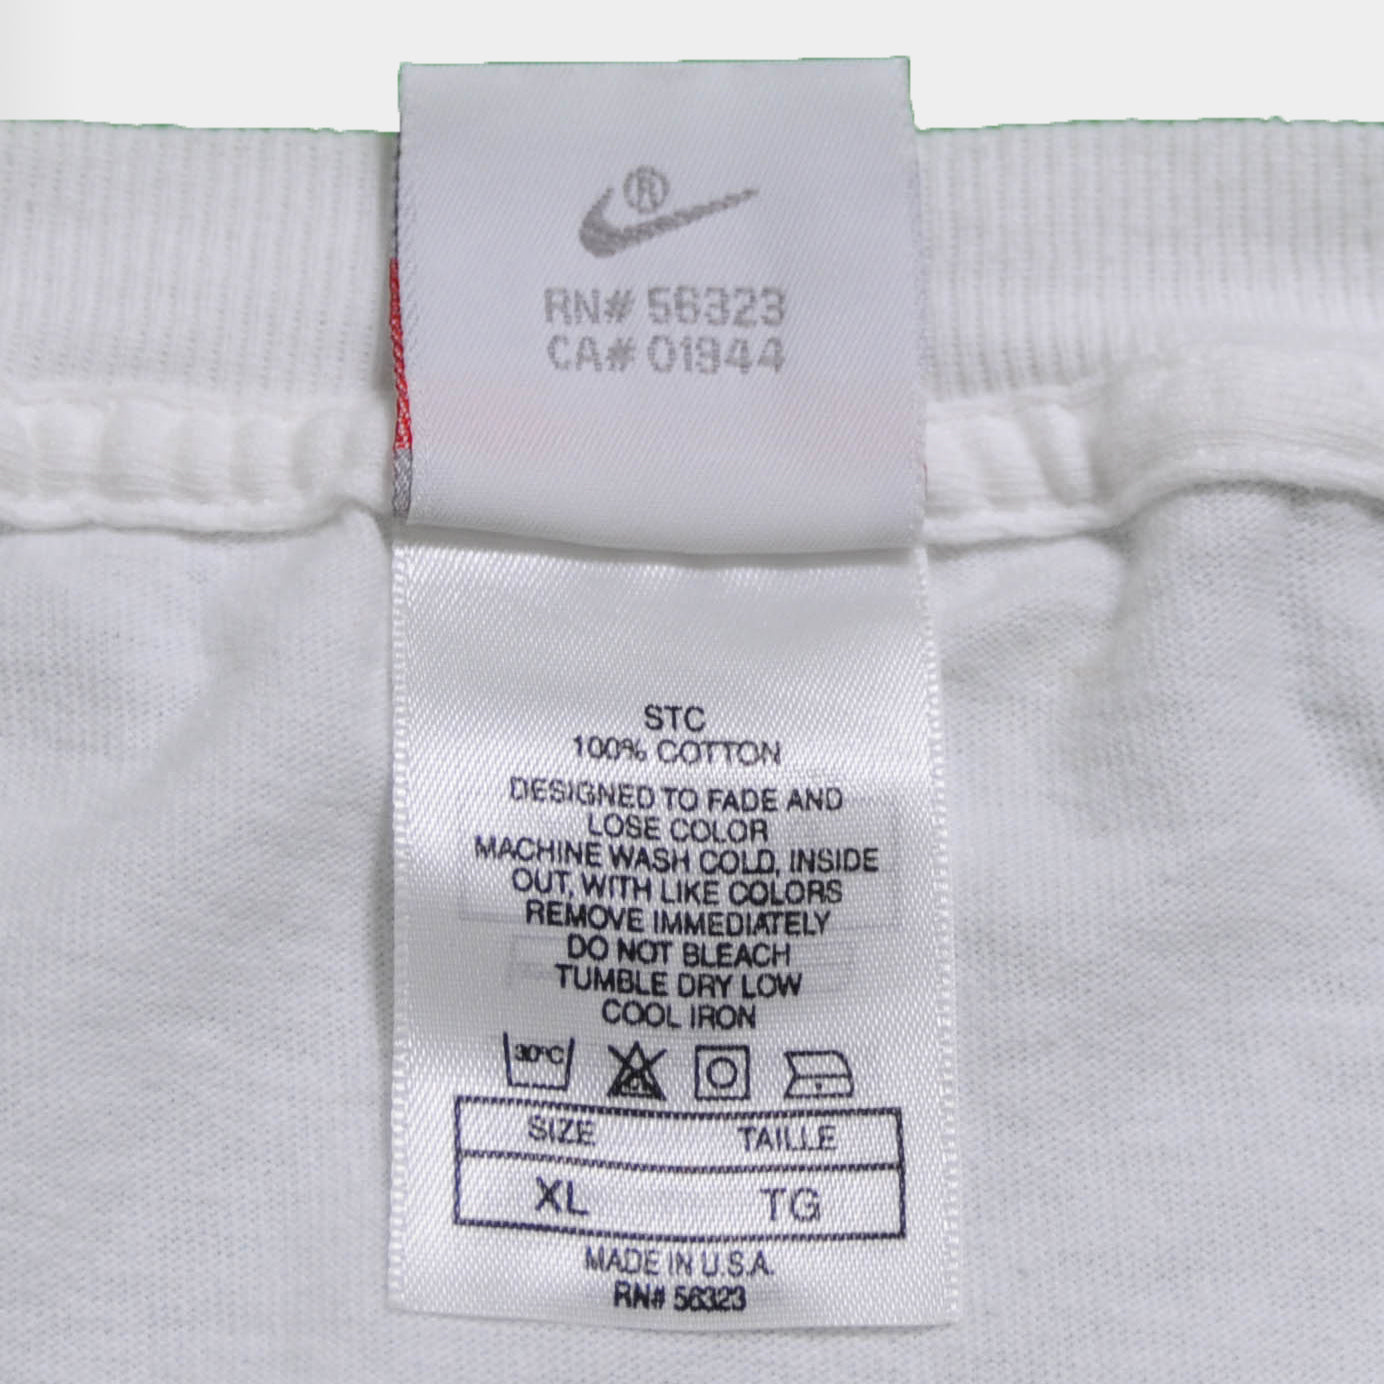 ®
RN# 56323
CA# 01944
STC
100% COTTON
DESIGNED TO FADE AND
LOSE COLOR
MACHINE WASH COLD, INSIDE
OUT, WITH LIKE COLORS
REMOVE IMMEDIATELY
DO NOT BLEACH
TUMBLE DRY LOW
COOL IRON
30°C
SIZE TAILLE
XL TG
MADE IN U.S.A.
RN# 56323